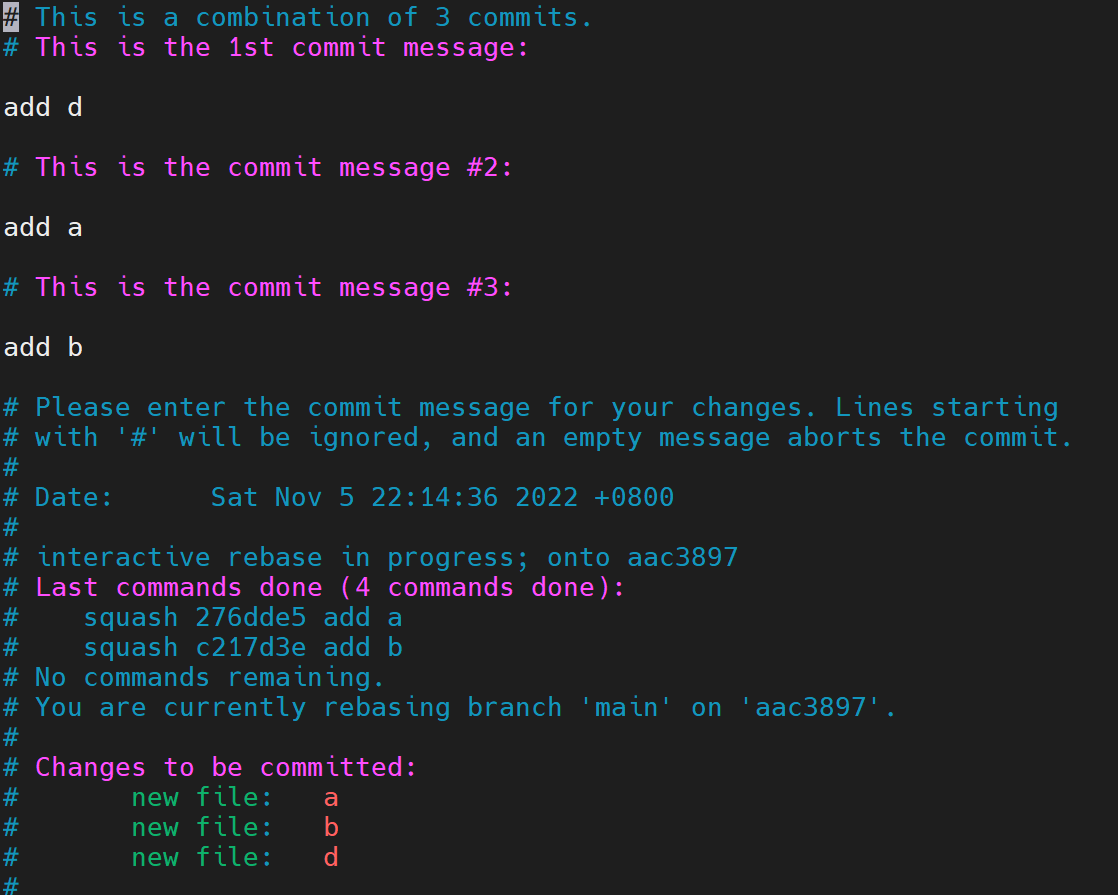 # This is a combination of 3 commits.
# This is the 1st commit message:

add d

# This is the commit message #2:

add a

# This is the commit message #3:

add b

# Please enter the commit message for your changes. Lines starting
# with '#' will be ignored, and an empty message aborts the commit.
#
# Date:      Sat Nov 5 22:14:36 2022 +0800
#
# interactive rebase in progress; onto aac3897
# Last commands done (4 commands done):
#    squash 276dde5 add a
#    squash c217d3e add b
# No commands remaining.
# You are currently rebasing branch 'main' on 'aac3897'.
#
# Changes to be committed:
#       new file:   a
#       new file:   b
#       new file:   d
#